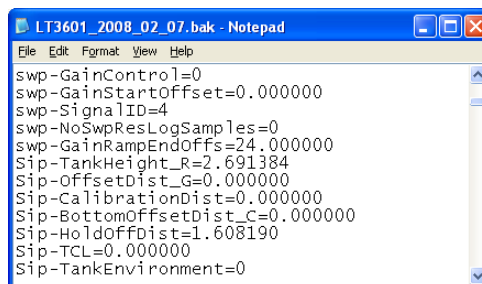 LT3601_2008_02_07.bak - Notepad
File Edit Format View Help
swp-GainControl=0
swp-GainStartOffset=0.000000
swp-SignalID=4
swp-NoSwpResLogSamples=0
swp-GainRampEndOffs=24.000000
Sip-TankHeight_R=2.691384
Sip-OffsetDist_G=0.000000
Sip-CalibrationDist=0.000000
Sip-BottomOffsetDist_C=0.000000
Sip-HoldOffDist=1.608190
Sip-TCL=0.000000
Sip-TankEnvironment=0